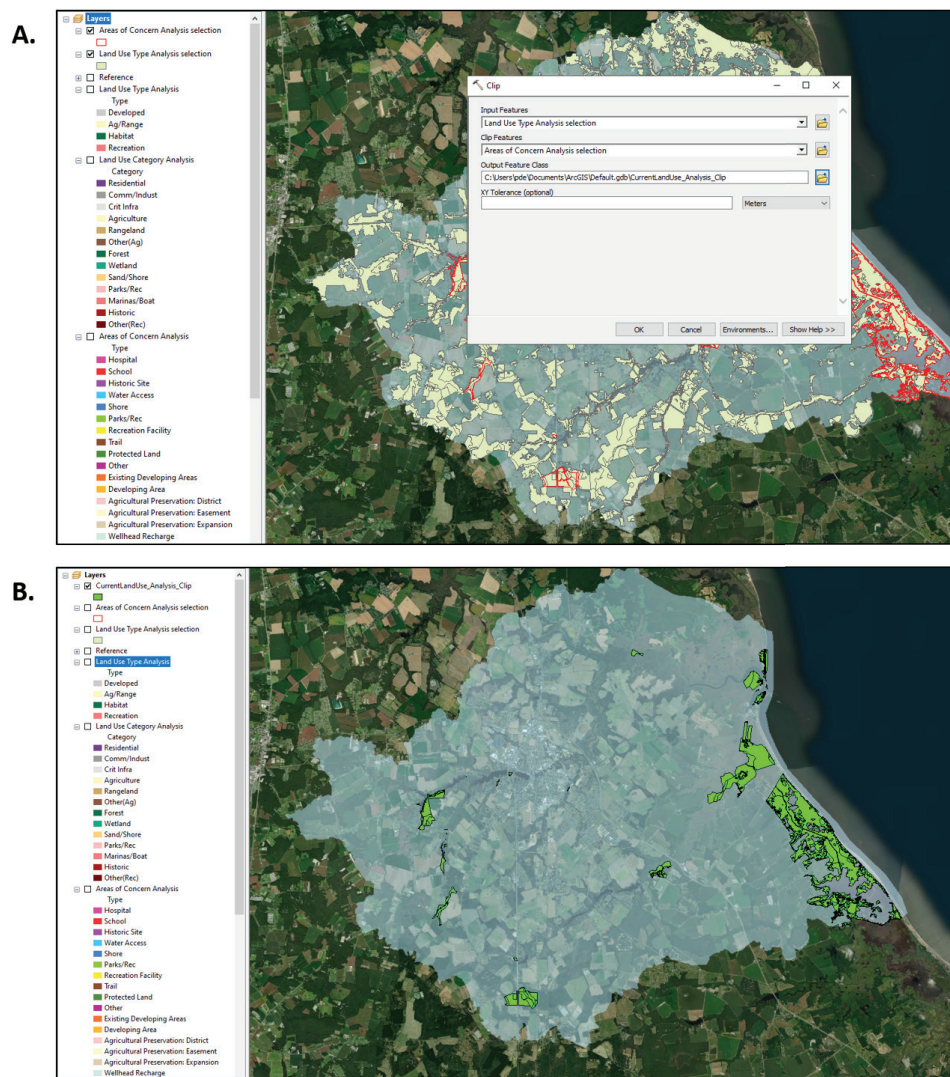 A.
Layers
Areas of Concern Analysis selection
Land Use Type Analysis selection
Reference
Land Use Type Analysis
Type
Developed
Ag/Range
Habitat
Recreation
Land Use Category Analysis
Category
Residential
Comm/Indust
Crit Infra
Agriculture
Rangeland
Other(Ag)
Forest
Wetland
Sand/Shore
Parks/Rec
Marinas/Boat
Historic
Other(Rec)
Areas of Concern Analysis
Type
Hospital
School
Historic Site
Water Access
Shore
Parks/Rec
Recreation Facility
Trail
Protected Land
Other
Existing Developing Areas
Developing Area
Agricultural Preservation: District
Agricultural Preservation: Easement
Agricultural Preservation: Expansion
Wellhead Recharge
Clip
Input Features
Land Use Type Analysis selection
Clip Features
Areas of Concern Analysis selection
Output Feature Class
C:\Users\pde\Documents\ArcGIS\Default.gdb\CurrentLandUse_Analysis_Clip
XY Tolerance (optional)
Meters
OK Cancel Environments... Show Help >>
B.
Layers
CurrentLandUse_Analysis_Clip
Areas of Concern Analysis selection
Land Use Type Analysis selection
Reference
Land Use Type Analysis
Type
Developed
Ag/Range
Habitat
Recreation
Land Use Category Analysis
Category
Residential
Comm/Indust
Crit Infra
Agriculture
Rangeland
Other(Ag)
Forest
Wetland
Sand/Shore
Parks/Rec
Marinas/Boat
Historic
Other(Rec)
Areas of Concern Analysis
Type
Hospital
School
Historic Site
Water Access
Shore
Parks/Rec
Recreation Facility
Trail
Protected Land
Other
Existing Developing Areas
Developing Area
Agricultural Preservation: District
Agricultural Preservation: Easement
Agricultural Preservation: Expansion
Wellhead Recharge